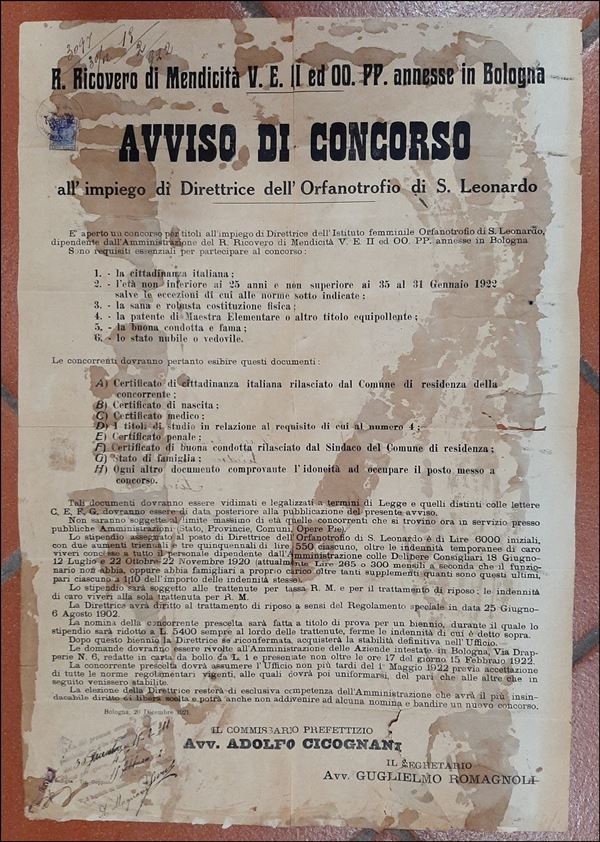 3097
18
2
922
R. Ricovero di Mendicità V. E. II ed OO. PP. annesse in Bologna
AVVISO DI CONCORSO
all' impiego di Direttrice dell' Orfanotrofio di S. Leonardo
E' aperto un concorso per titoli all'impiego di Direttrice dell'Istituto femminile Orfanotrofio di S. Leonardo,
dipendente dall'Amministrazione del R. Ricovero di Mendicità V. E. II ed OO. PP. annesse in Bologna
Sono requisiti essenziali per partecipare al concorso :
1. - la cittadinanza italiana ;
2. - l'età non inferiore ai 25 anni e non superiore ai 35 al 31 Gennaio 1922
salve le eccezioni di cui alle norme sotto indicate ;
3. - la sana e robusta costituzione fisica ;
4. - la patente di Maestra Elementare o altro titolo equipollente ;
5. - la buona condotta e fama ;
6. - lo stato nubile o vedovile.
Le concorrenti dovranno pertanto esibire questi documenti :
A) Certificato di cittadinanza italiana rilasciato dal Comune di residenza della
concorrente ;
B) Certificato di nascita ;
C) Certificato medico ;
D) I titoli di studio in relazione al requisito di cui al numero 4 ;
E) Certificato penale ;
F) Certificato di buona condotta rilasciato dal Sindaco del Comune di residenza ;
G) Stato di famiglia ;
H) Ogni altro documento comprovante l'idoneità ad occupare il posto messo a
concorso.
Tali documenti dovranno essere vidimati e legalizzati a termini di Legge e quelli distinti colle lettere
C, E, F, G, dovranno essere di data posteriore alla pubblicazione del presente avviso.
Non saranno soggette al limite massimo di età quelle concorrenti che si trovino ora in servizio presso
pubbliche Amministrazioni (Stato, Provincie, Comuni, Opere Pie).
Lo stipendio assegnato al posto di Direttrice dell'Orfanotrofio di S. Leonardo è di Lire 6000 iniziali,
con due aumenti triennali e tre quinquennali di lire 550 ciascuno, oltre le indennità temporanee di caro
viveri concesse a tutto il personale dipendente dall'Amministrazione colle Delibere Consigliari 18 Giugno-
12 Luglio e 22 Ottobre 22 Novembre 1920 (attualmente Lire 265 o 300 mensili a seconda che il funzio-
nario non abbia, oppure abbia famigliari a proprio carico oltre tanti supplementi quanti sono questi ultimi,
pari ciascuno a 1|10 dell'importo delle indennità stesse).
Lo stipendio sarà soggetto alle trattenute per tassa R. M. e per il trattamento di riposo; le indennità
di caro viveri alla sola trattenuta per R. M.
La Direttrice avrà diritto al trattamento di riposo a sensi del Regolamento speciale in data 25 Giugno-
6 Agosto 1902.
La nomina della concorrente prescelta sarà fatta a titolo di prova per un biennio, durante il quale lo
stipendio sarà ridotto a L. 5400 sempre al lordo delle trattenute, ferme le indennità di cui è detto sopra.
Dopo questo biennio la Direttrice se riconfermata, acquisterà la stabilità definitiva nell'Ufficio.
Le domande dovranno essere rivolte all'Amministrazione delle Aziende intestate in Bologna, Via Drap-
perie N. 6, redatte in carta da bollo da L. 1 e presentate non oltre le ore 17 del giorno 15 Febbraio 1922.
La concorrente prescelta dovrà assumere l'Ufficio non più tardi del 1 Maggio 1922 previa accettazione
di tutte le norme regolamentari vigenti, alle quali dovrà poi uniformarsi, del pari che alle altre che in
seguito venissero stabilite.
La elezione della Direttrice resterà di esclusiva competenza dell'Amministrazione che avrà il più insin-
dacabile diritto di libera scelta e potrà anche non addivenire ad alcuna nomina e bandire un nuovo concorso.
Bologna, 20 Dicembre 1921.
IL COMMISSARIO PREFETTIZIO
Avv. ADOLFO CICOGNANI
IL SEGRETARIO
Avv. GUGLIELMO ROMAGNOLI